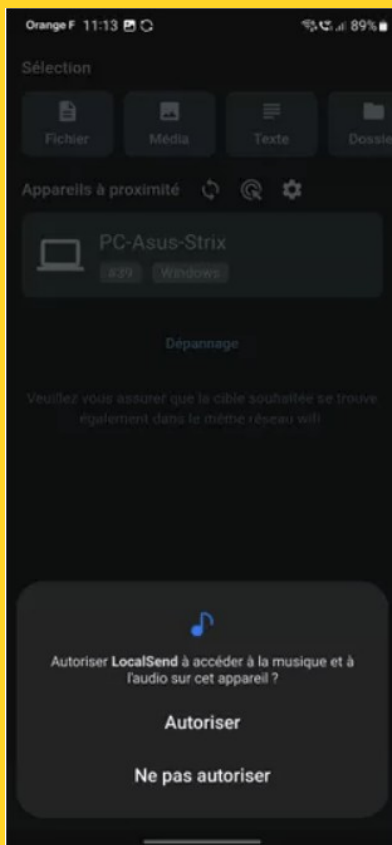 Orange F 11:13 89%
Sélection
Fichier Média Texte Dossie
Appareils à proximité
PC-Asus-Strix
839 Windows
Dépannage
Veuillez vous assurer que la cible souhaitée se trouve
également dans le même réseau wifi
Autoriser LocalSend à accéder à la musique et à
l'audio sur cet appareil ?
Autoriser
Ne pas autoriser